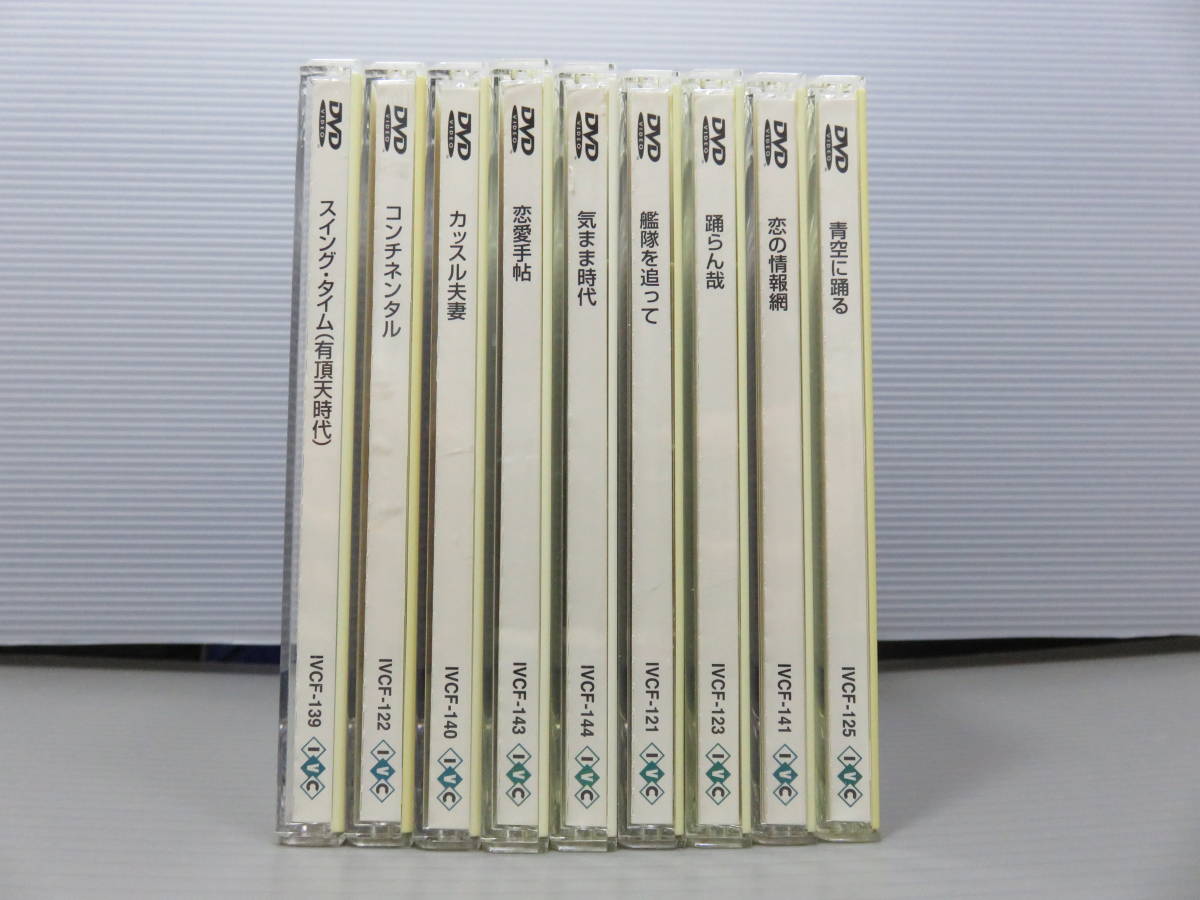 DVD
VIDEO
スイング・タイム(有頂天時代)
IVCF-139
IVC
DVD
VIDEO
コンチネンタル
IVCF-122
IVC
DVD
VIDEO
カッスル夫妻
IVCF-140
IVC
DVD
VIDEO
恋愛手帖
IVCF-143
IVC
DVD
VIDEO
気まま時代
IVCF-144
IVC
DVD
VIDEO
艦隊を追って
IVCF-121
IVC
DVD
VIDEO
踊らん哉
IVCF-123
IVC
DVD
VIDEO
恋の情報網
IVCF-141
IVC
DVD
VIDEO
青空に踊る
IVCF-125
IVC